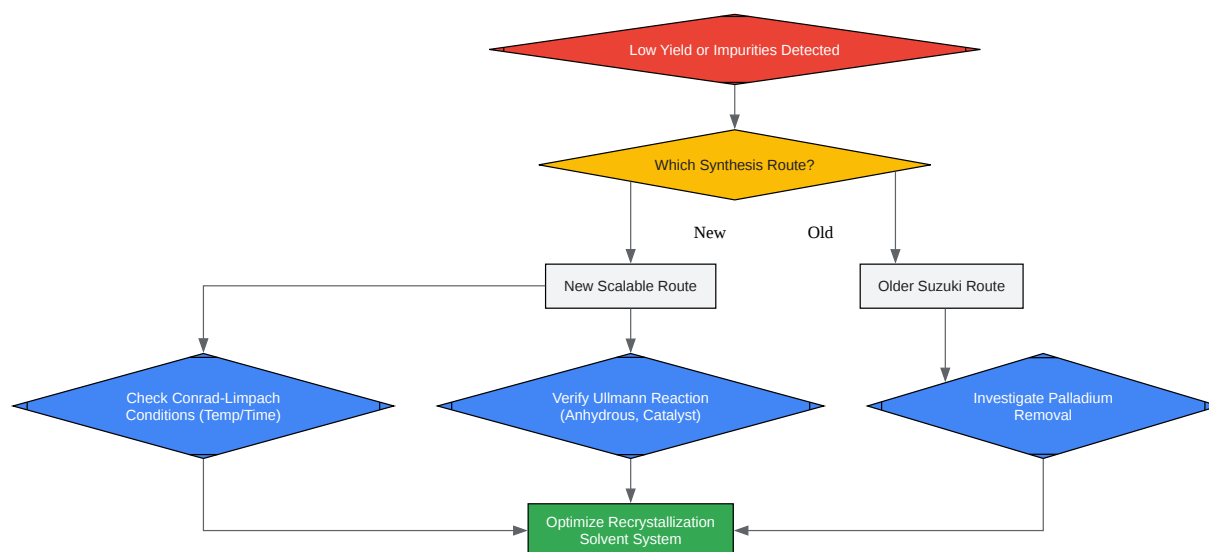 Low Yield or Impurities Detected
Which Synthesis Route?
New
Old
New Scalable Route
Older Suzuki Route
Check Conrad-Limpach
Conditions (Temp/Time)
Verify Ullmann Reaction
(Anhydrous, Catalyst)
Investigate Palladium
Removal
Optimize Recrystallization
Solvent System